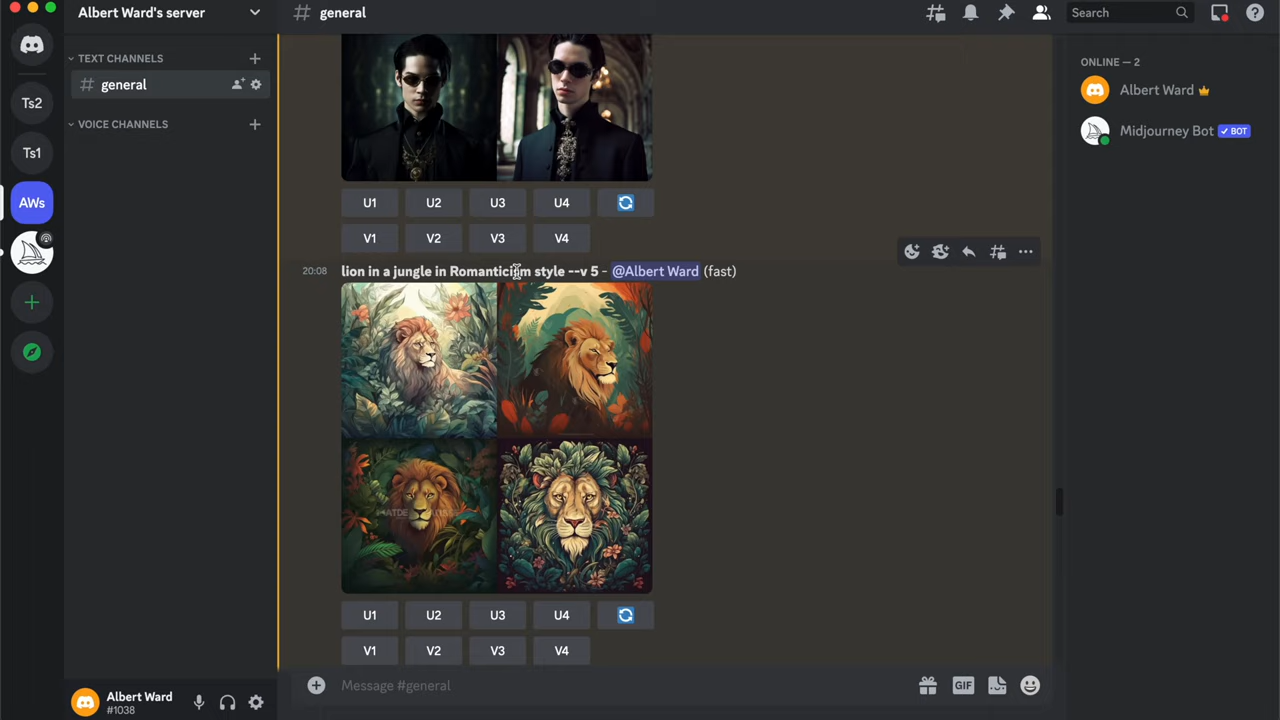 Albert Ward's server
general
Search
TEXT CHANNELS
general
VOICE CHANNELS
Ts2
Ts1
AWs
U1 U2 U3 U4
V1 V2 V3 V4
20:08 lion in a jungle in Romanticism style --v 5 - @Albert Ward (fast)
U1 U2 U3 U4
V1 V2 V3 V4
Message #general
GIF
ONLINE — 2
Albert Ward
Midjourney Bot BOT
Albert Ward
#1038